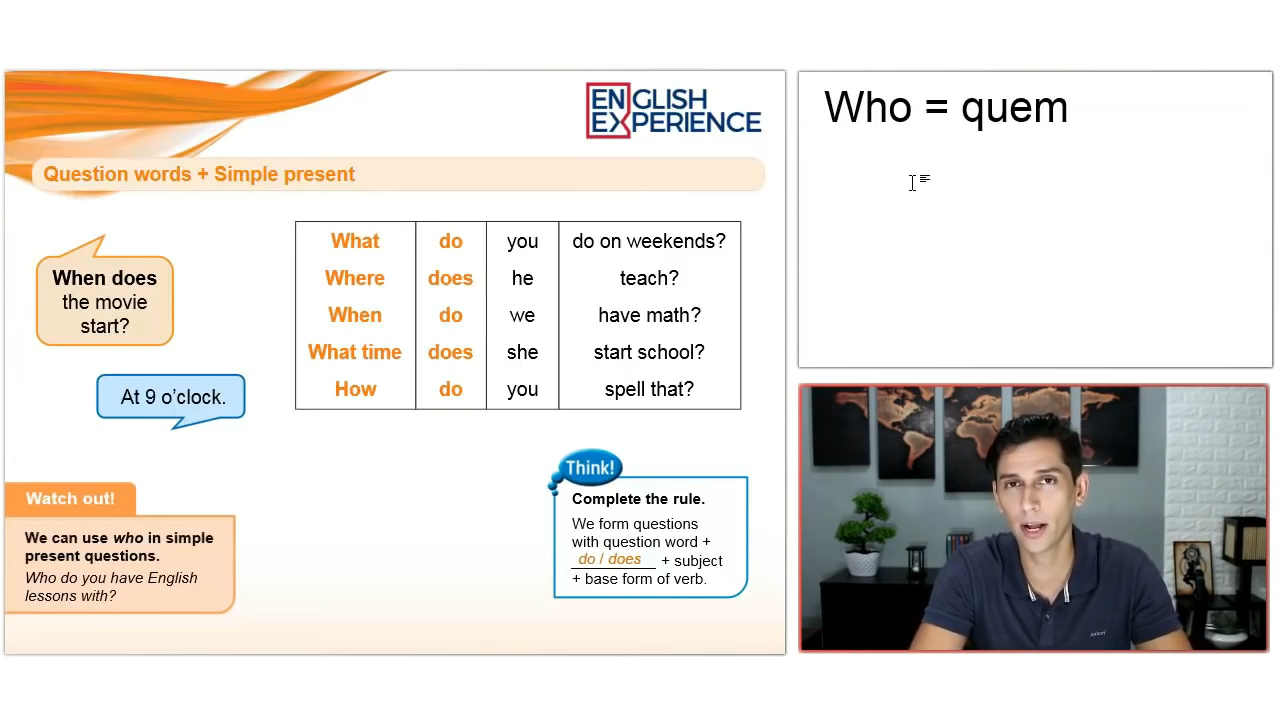 ENGLISH
EXPERIENCE
Question words + Simple present
When does
the movie
start?
At 9 o’clock.
What do you do on weekends?
Where does he teach?
When do we have math?
What time does she start school?
How do you spell that?
Watch out!
We can use who in simple
present questions.
Who do you have English
lessons with?
Think!
Complete the rule.
We form questions
with question word +
do / does + subject
+ base form of verb.
Who = quem